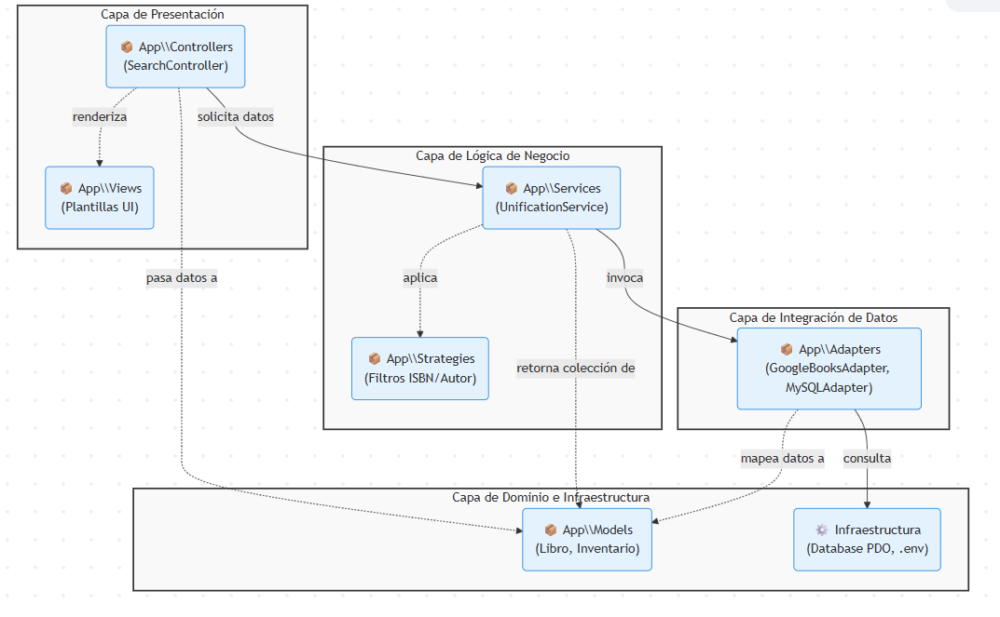 Capa de Presentación
App\\Controllers
(SearchController)
renderiza
solicita datos
App\\Views
(Plantillas UI)
pasa datos a
Capa de Lógica de Negocio
App\\Services
(UnificationService)
aplica
invoca
App\\Strategies
(Filtros ISBN/Autor)
retorna colección de
Capa de Integración de Datos
App\\Adapters
(GoogleBooksAdapter,
MySQLAdapter)
mapea datos a
consulta
Capa de Dominio e Infraestructura
App\\Models
(Libro, Inventario)
Infraestructura
(Database PDO, .env)